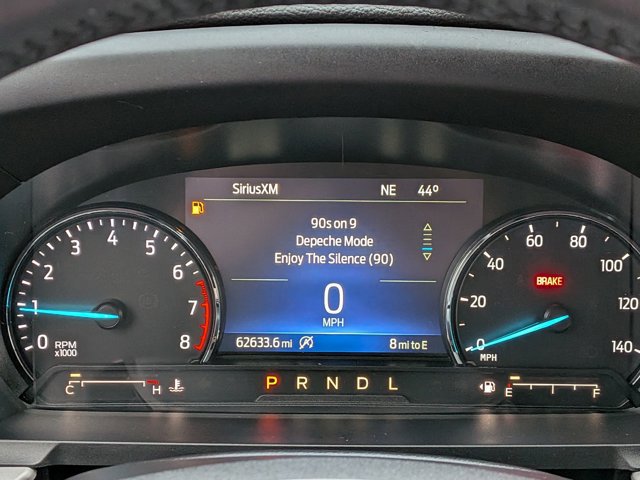 SiriusXM NE 44°
90s on 9
Depeche Mode
Enjoy The Silence (90)
0
MPH
62633.6 mi 8 mi to E
0 1 2 3 4 5 6 7 8
RPM
x1000
0 20 40 60 80 100 120 140
BRAKE
MPH
C H
P R N D L
E F